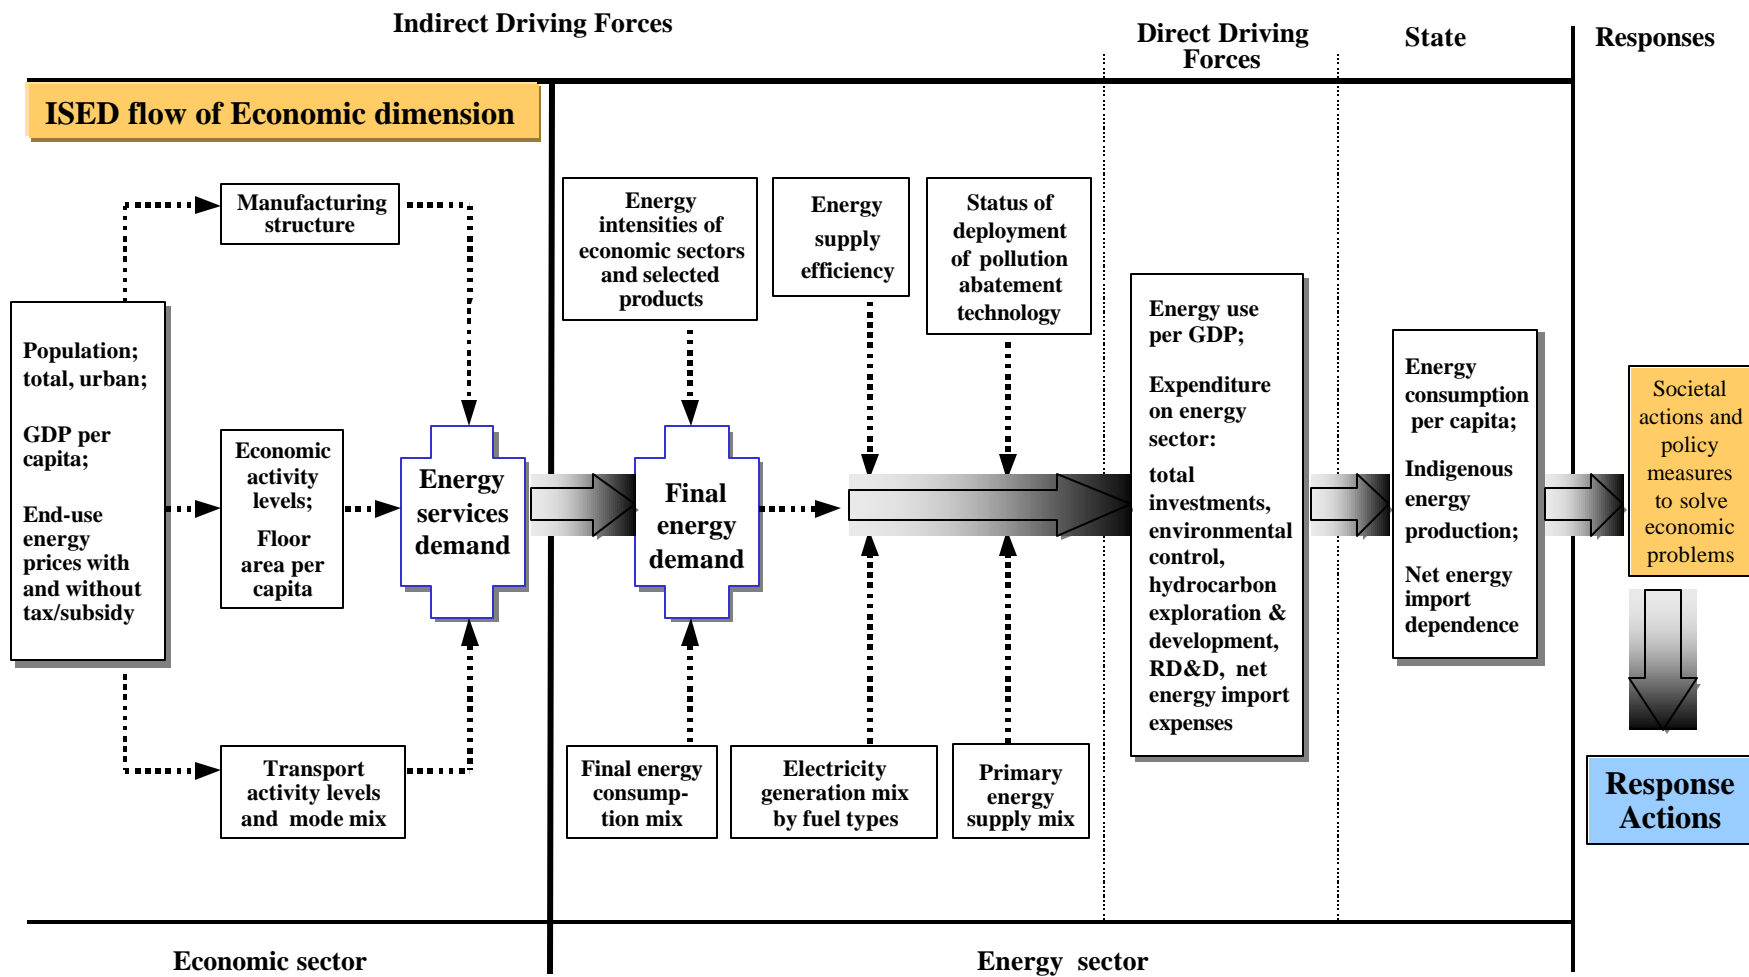 Indirect Driving Forces
Direct Driving
Forces
State
Responses
ISED flow of Economic dimension
Manufacturing
structure
Population;
total, urban;
GDP per
capita;
End-use
energy
prices with
and without
tax/subsidy
Economic
activity
levels;
Floor
area per
capita
Transport
activity levels
and mode mix
Energy
services
demand
Energy
intensities of
economic sectors
and selected
products
Energy
supply
efficiency
Status of
deployment
of pollution
abatement
technology
Final
energy
demand
Final energy
consump-
tion mix
Electricity
generation mix
by fuel types
Primary
energy
supply mix
Energy use
per GDP;
Expenditure
on energy
sector:
total
investments,
environmental
control,
hydrocarbon
exploration &
development,
RD&D, net
energy import
expenses
Energy
consumption
per capita;
Indigenous
energy
production;
Net energy
import
dependence
Societal
actions and
policy
measures
to solve
economic
problems
Response
Actions
Economic sector
Energy sector